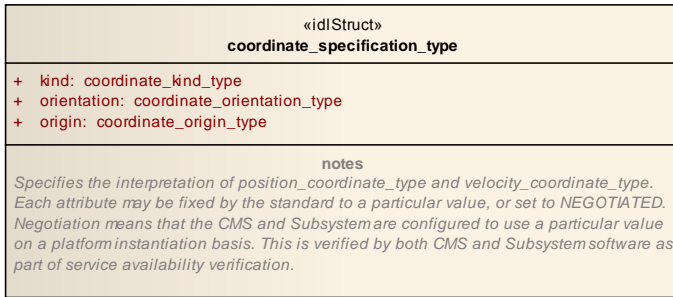 «idlStruct»
coordinate_specification_type
+ kind: coordinate_kind_type
+ orientation: coordinate_orientation_type
+ origin: coordinate_origin_type
notes
Specifies the interpretation of position_coordinate_type and velocity_coordinate_type.
Each attribute may be fixed by the standard to a particular value, or set to NEGOTIATED.
Negotiation means that the CMS and Subsystem are configured to use a particular value
on a platform instantiation basis. This is verified by both CMS and Subsystem software as
part of service availability verification.